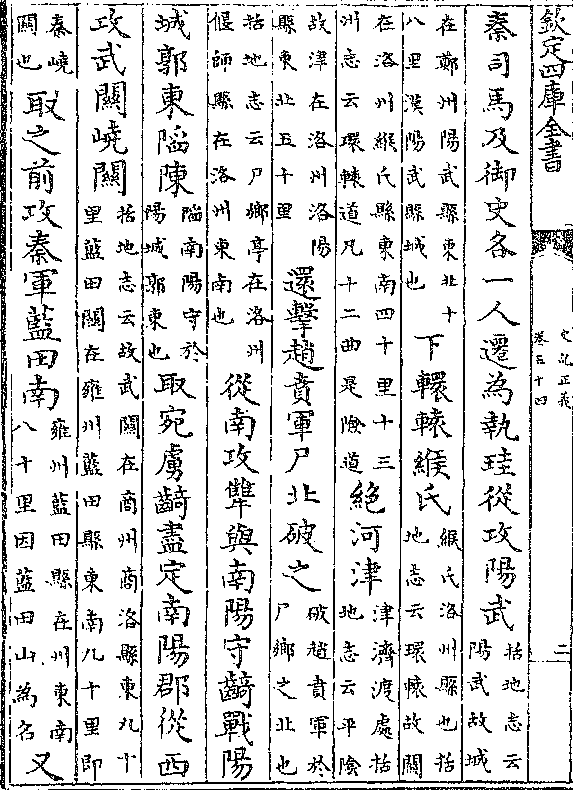 欽定四庫全書
史記正義
卷五十四
二
秦司馬及御史各一人遷為執珪從攻陽武括地志云陽武故城
在鄭州陽武縣東北十八里漢陽武縣城也下轘轅緱氏緱氏洛州縣也括地志云環轅故關
在洛州緱氏縣東南四十里十三州志云環轅道凡十二曲是險道絕河津津濟渡處括地志云平陰
故津在洛州洛陽縣東北五十里還擊趙賁軍尸北破之破趙賁軍於尸鄉之北也
括地志云尸鄉亭在洛州偃師縣在洛州東南也從南攻犨與南陽守齮戰陽
城郭東陷陳陷南陽守於陽城郭東也取宛虜齮盡定南陽郡從西
攻武關嶢關括地志云故武關在商州商洛縣東九十里藍田關在雍州藍田縣東南九十里即
秦嶢關也取之前攻秦軍藍田南雍州藍田縣在州東南八十里因藍田山為名又